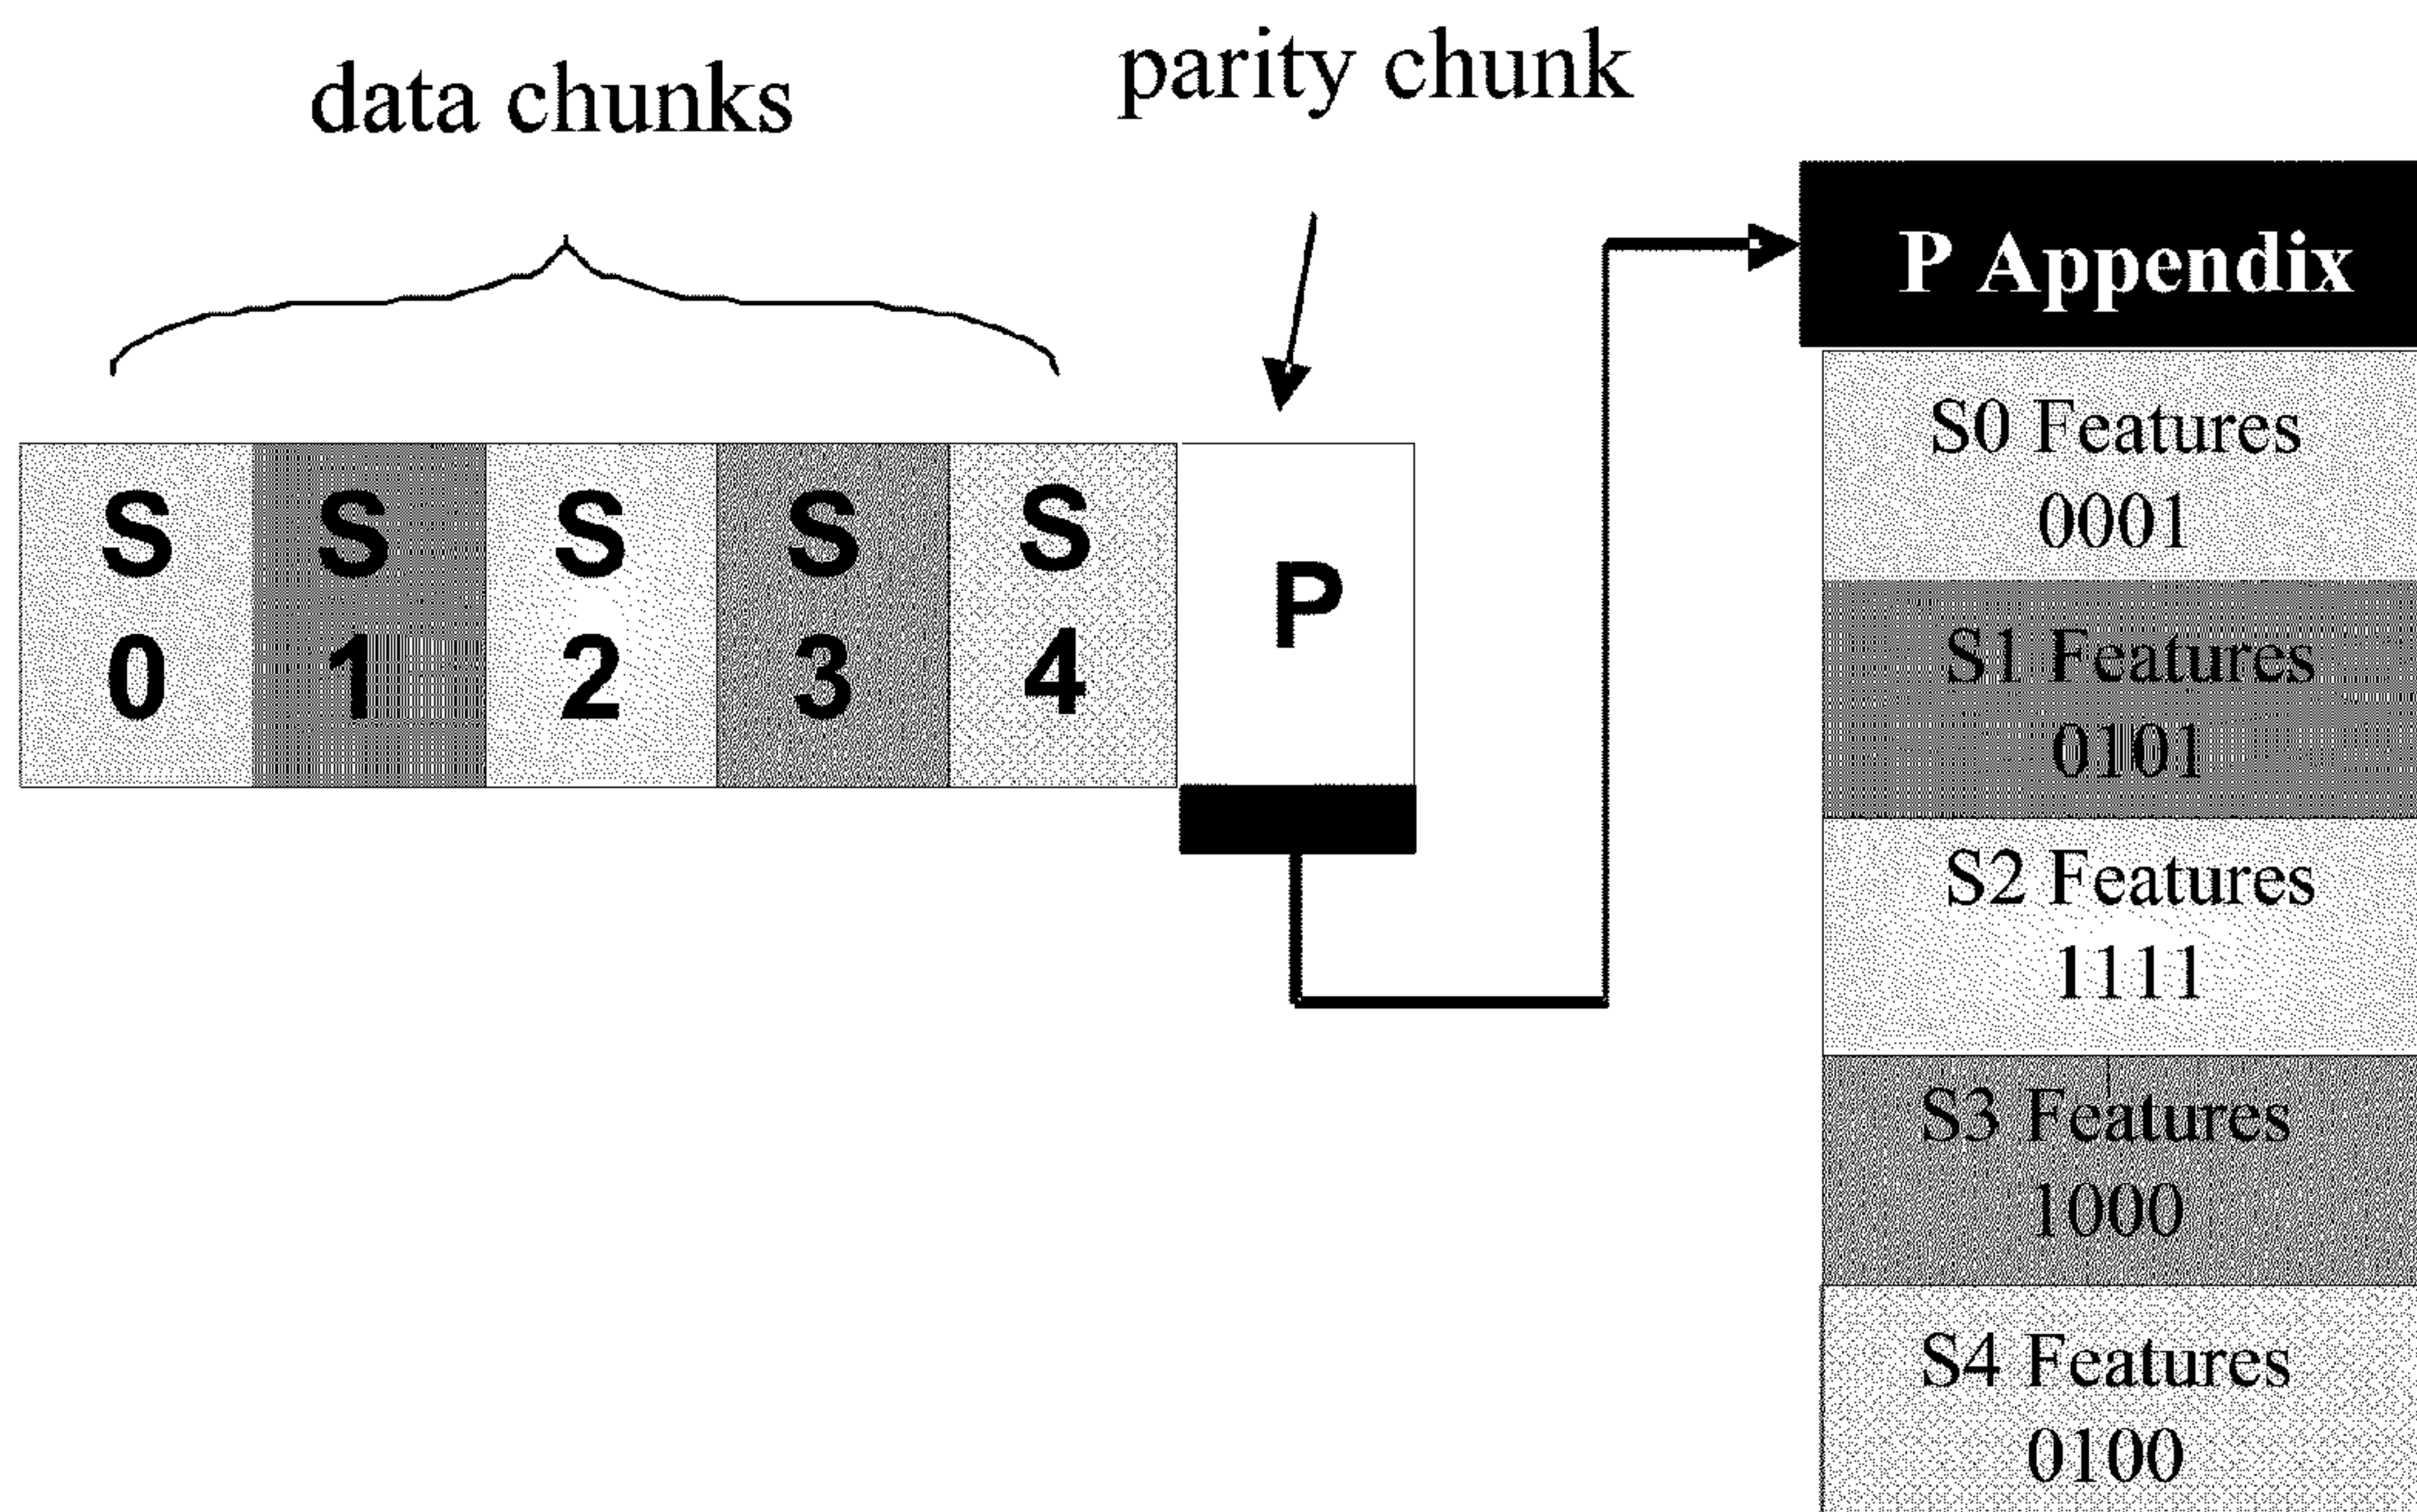 data chunks
parity chunk
S S S S S P
0 1 2 3 4
P Appendix
S0 Features
0001
S1 Features
0101
S2 Features
1111
S3 Features
1000
S4 Features
0100